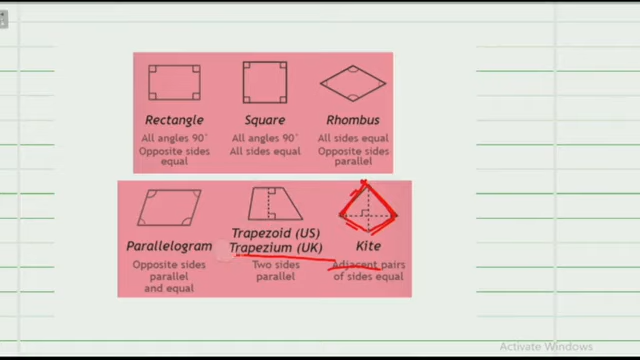 Rectangle
All angles 90°
Opposite sides
equal
Square
All angles 90°
All sides equal
Rhombus
All sides equal
Opposite sides
parallel
Parallelogram
Opposite sides
parallel
and equal
Trapezoid (US)
Trapezium (UK)
Two sides
parallel
Kite
Adjacent pairs
of sides equal
Activate Windows